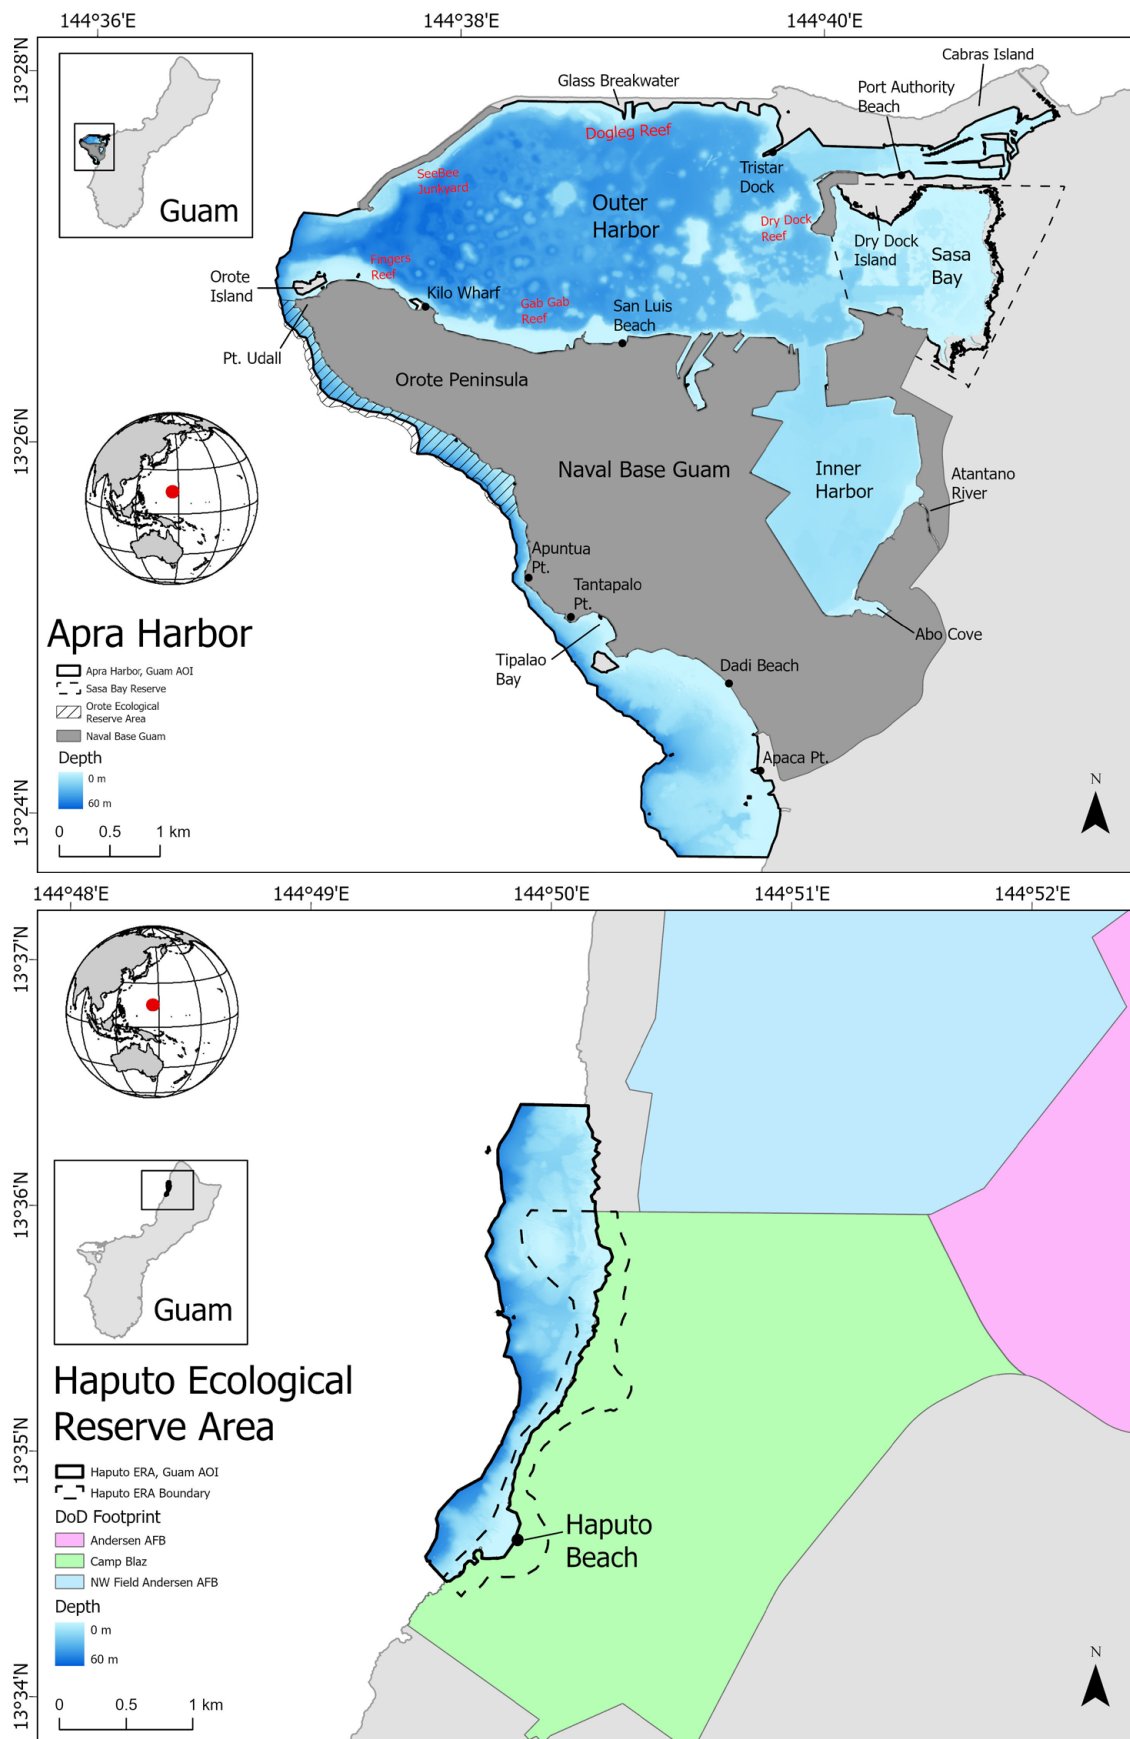 144°36'E
144°38'E
144°40'E
13°28'N
13°26'N
13°24'N
Guam
Glass Breakwater
Cabras Island
Port Authority
Beach
Dogleg Reef
SeeBee
Junkyard
Tristar
Dock
Outer
Harbor
Dry Dock
Reef
Dry Dock
Island
Sasa
Bay
Fingers
Reef
Orote
Island
Kilo Wharf
Gab Gab
Reef
San Luis
Beach
Pt. Udall
Orote Peninsula
Naval Base Guam
Inner
Harbor
Atantano
River
Apuntua
Pt.
Tantapalo
Pt.
Abo Cove
Tipalao
Bay
Dadi Beach
Apaca Pt.
Apra Harbor
Apra Harbor, Guam AOI
Sasa Bay Reserve
Orote Ecological
Reserve Area
Naval Base Guam
Depth
0 m
60 m
0 0.5 1 km
N
144°48'E
144°49'E
144°50'E
144°51'E
144°52'E
13°37'N
13°36'N
13°35'N
13°34'N
Guam
Haputo Ecological
Reserve Area
Haputo ERA, Guam AOI
Haputo ERA Boundary
DoD Footprint
Andersen AFB
Camp Blaz
NW Field Andersen AFB
Depth
0 m
60 m
0 0.5 1 km
Haputo
Beach
N